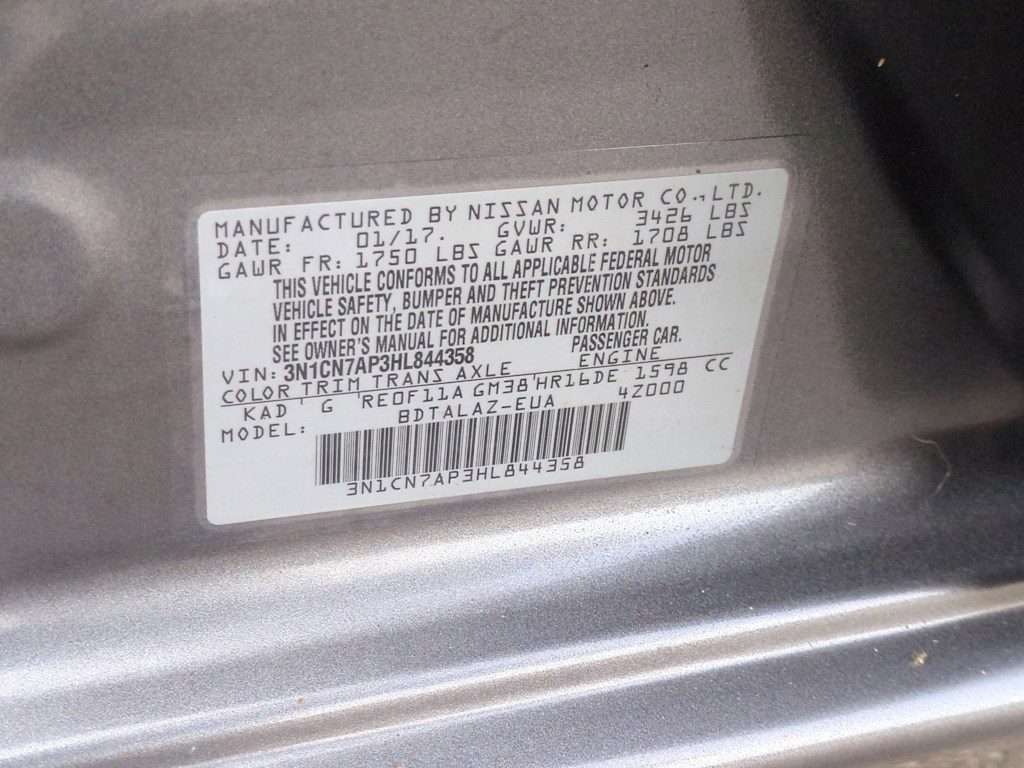 MANUFACTURED BY NISSAN MOTOR CO., LTD.
DATE: 01/17. GVWR: 3426 LBS
GAWR FR: 1750 LBS GAWR RR: 1708 LBS
THIS VEHICLE CONFORMS TO ALL APPLICABLE FEDERAL MOTOR
VEHICLE SAFETY, BUMPER AND THEFT PREVENTION STANDARDS
IN EFFECT ON THE DATE OF MANUFACTURE SHOWN ABOVE.
SEE OWNER'S MANUAL FOR ADDITIONAL INFORMATION.
VIN: 3N1CN7AP3HL844358 PASSENGER CAR.
COLOR TRIM TRANS AXLE ENGINE
KAD ' G 'RE0F11A GM38'HR16DE 1598 CC
MODEL: BDTALAZ-EUA 4Z000
3N1CN7AP3HL844358